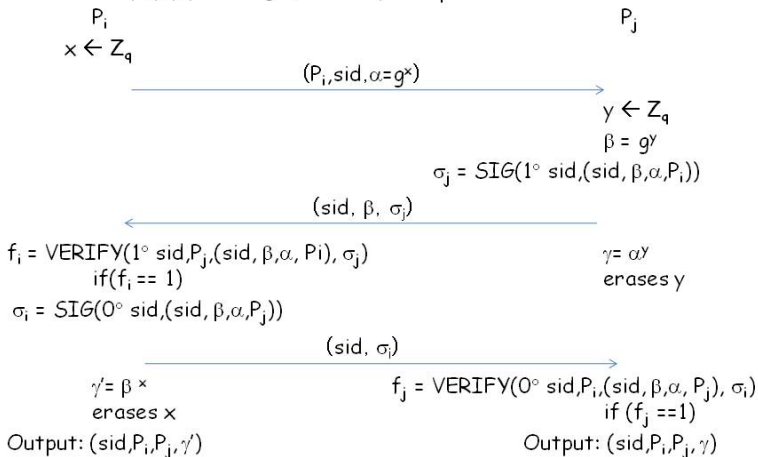 P_i P_j
x ← Z_q
(P_i,sid,α=g^x)
y ← Z_q
β = g^y
σ_j = SIG(1° sid,(sid, β,α,P_i))
(sid, β, σ_j)
f_i = VERIFY(1° sid,P_j,(sid, β,α, Pi), σ_j) γ= α^y
if(f_i == 1) erases y
σ_i = SIG(0° sid,(sid, β,α,P_j))
(sid, σ_i)
γ'= β^x f_j = VERIFY(0° sid,P_i,(sid, β,α, P_j), σ_i)
erases x if (f_j ==1)
Output: (sid,P_i,P_j,γ') Output: (sid,P_i,P_j,γ)